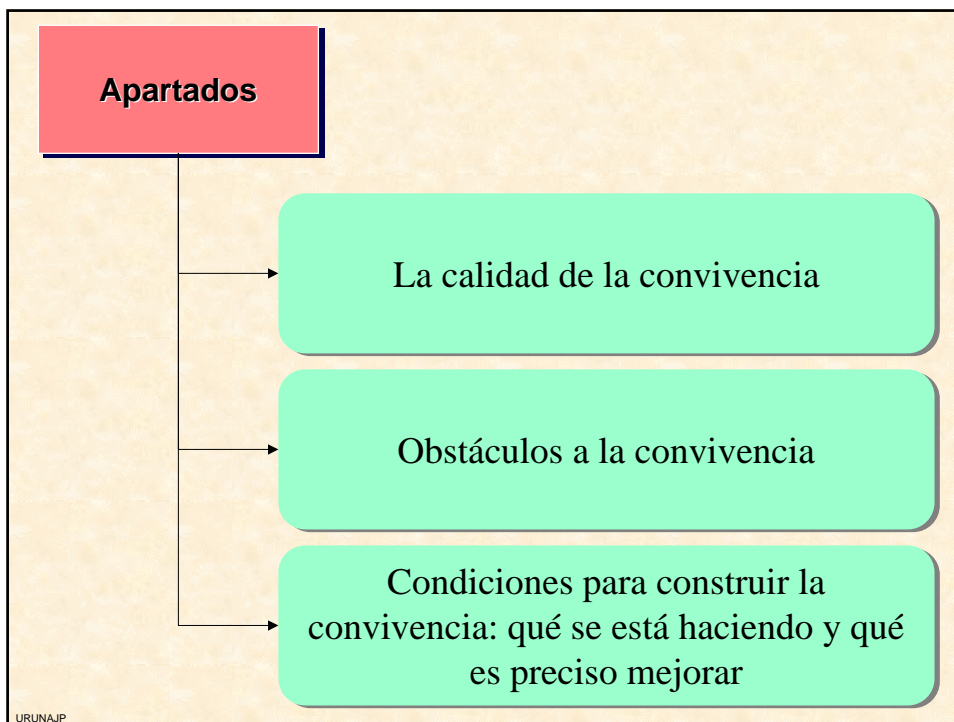 Apartados
La calidad de la convivencia
Obstáculos a la convivencia
Condiciones para construir la
convivencia: qué se está haciendo y qué
es preciso mejorar
URUNAJP